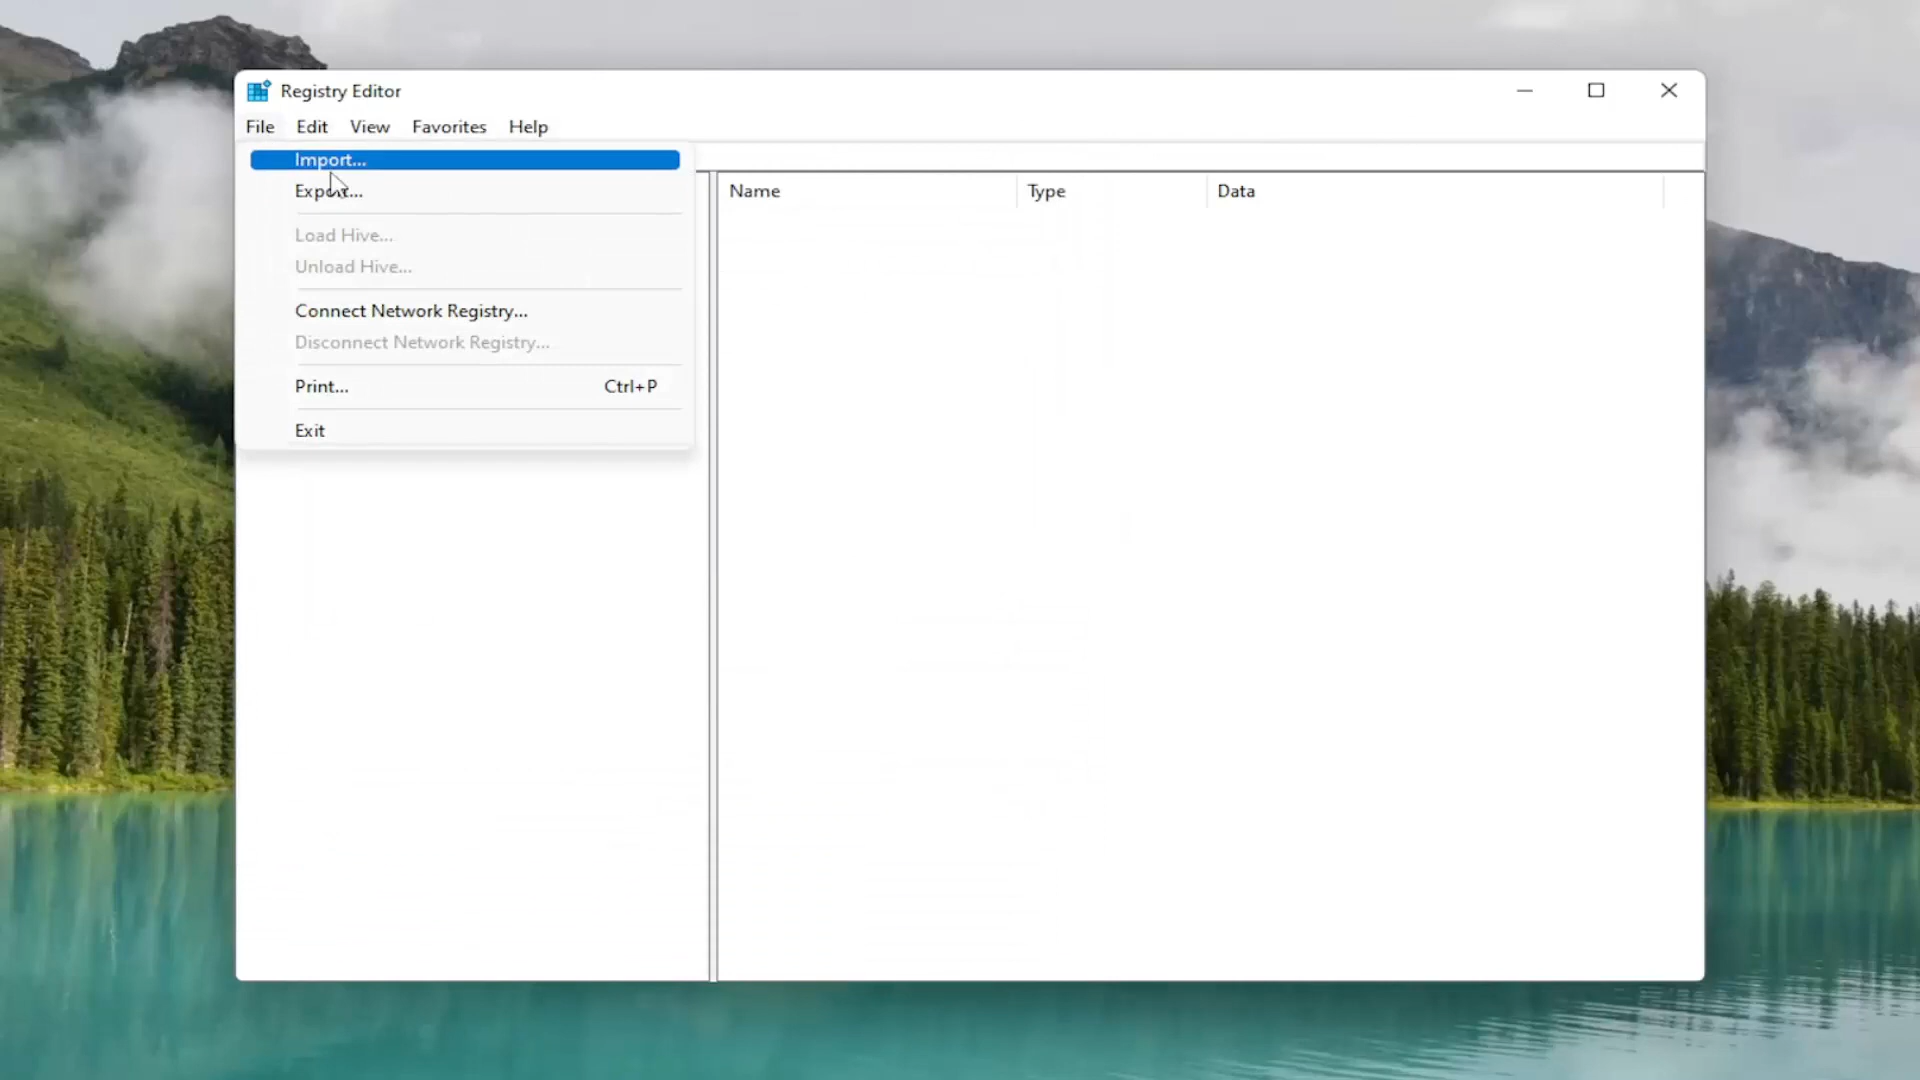 Registry Editor
File Edit View Favorites Help
Import...
Export...
Load Hive...
Unload Hive...
Connect Network Registry...
Disconnect Network Registry...
Print... Ctrl+P
Exit
Name Type Data